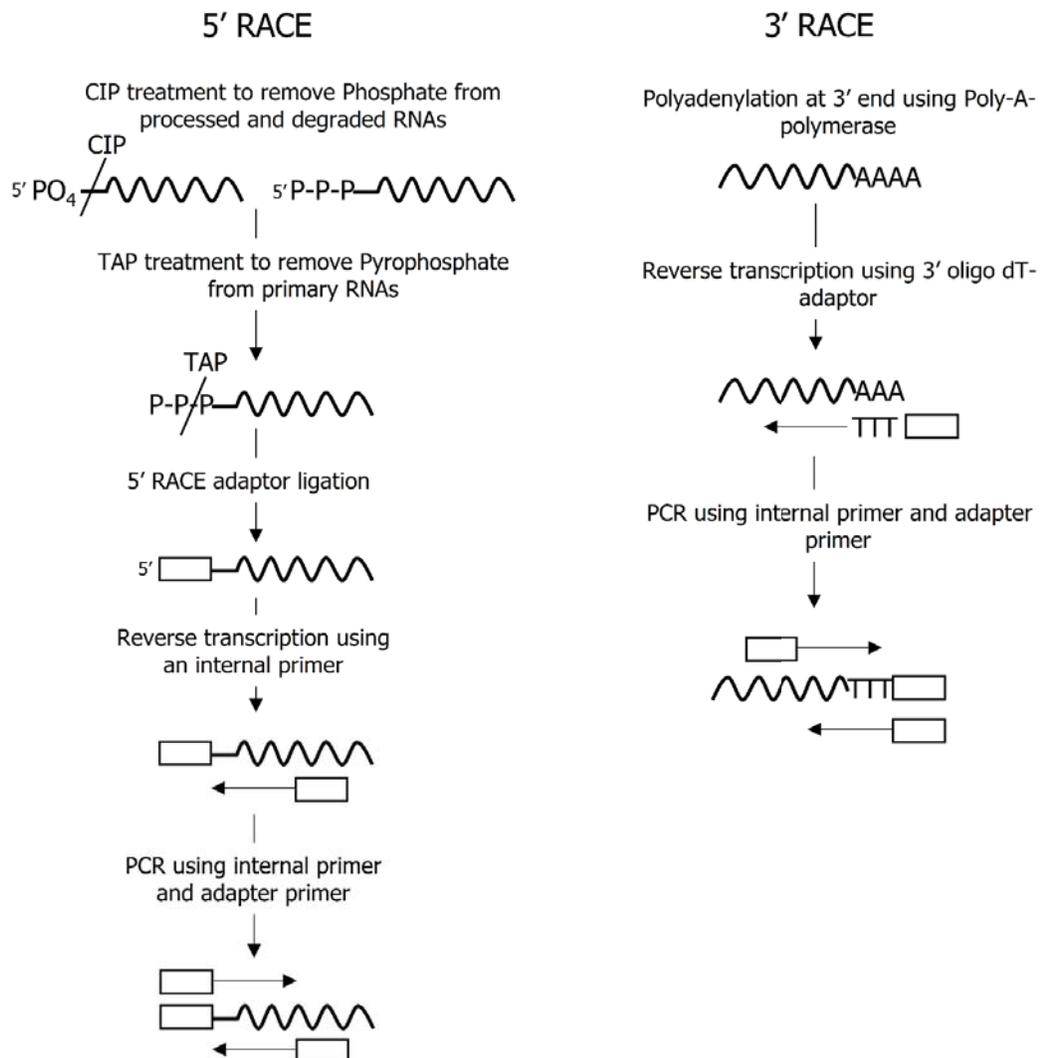 5′ RACE
CIP treatment to remove Phosphate from
processed and degraded RNAs
CIP
5′ PO4
5′ P-P-P
TAP treatment to remove Pyrophosphate
from primary RNAs
TAP
P-P-P
5′ RACE adaptor ligation
5′
Reverse transcription using
an internal primer
PCR using internal primer
and adapter primer
3′ RACE
Polyadenylation at 3′ end using Poly-A-
polymerase
AAAA
Reverse transcription using 3′ oligo dT-
adaptor
AAA
TTT
PCR using internal primer and adapter
primer
TTT